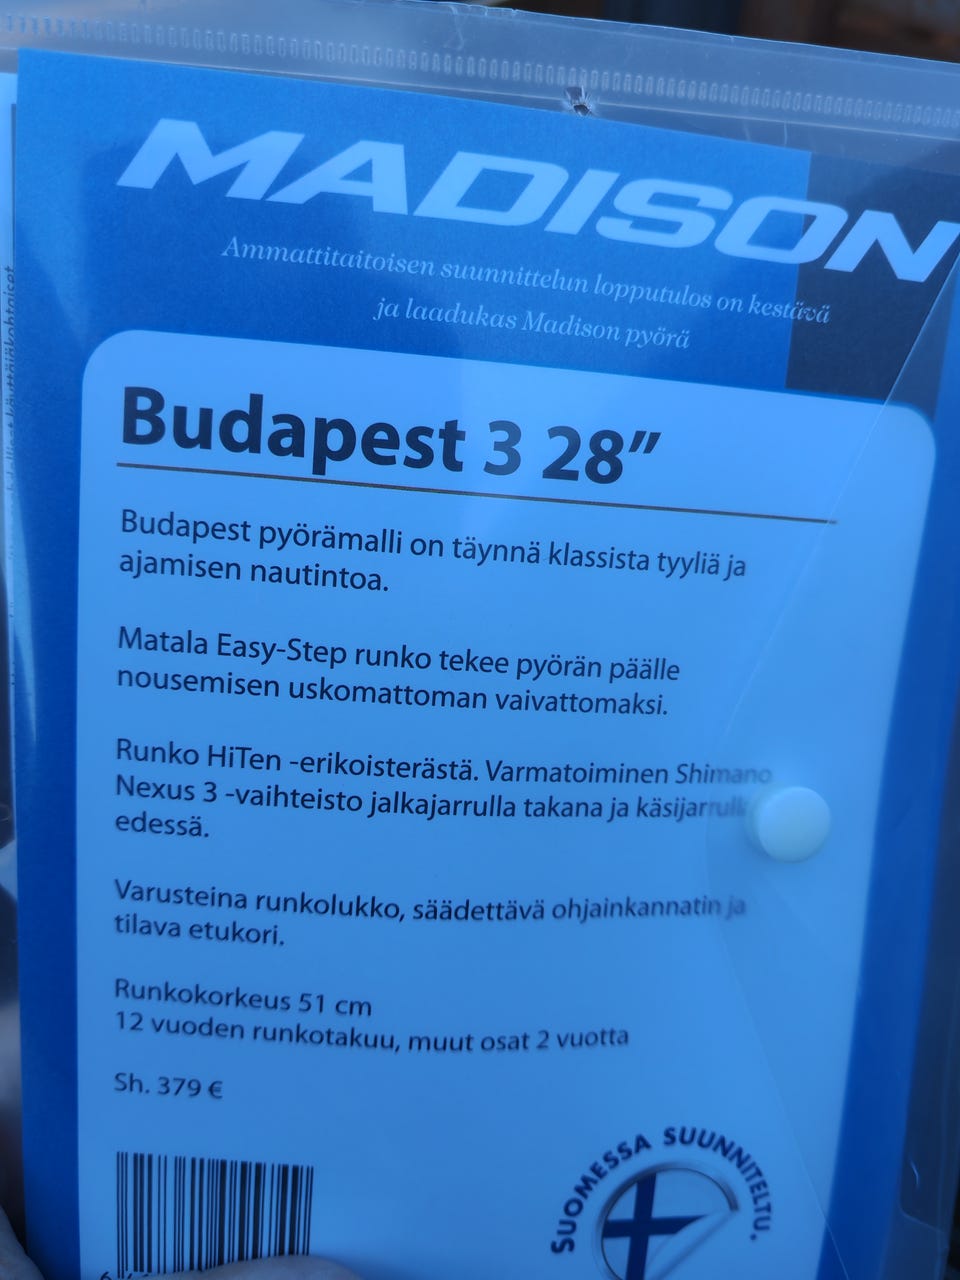 MADISON
Ammattitaitoisen suunnittelun lopputulos on kestävä
ja laadukas Madison pyörä
Budapest 3 28”
Budapest pyörämalli on täynnä klassista tyyliä ja
ajamisen nautintoa.
Matala Easy-Step runko tekee pyörän päälle
nousemisen uskomattoman vaivattomaksi.
Runko HiTen -erikoisterästä. Varmatoiminen Shimano
Nexus 3 -vaihteisto jalkajarrulla takana ja käsijarrulla
edessä.
Varusteina runkolukko, säädettävä ohjainkannatin ja
tilava etukori.
Runkokorkeus 51 cm
12 vuoden runkotakuu, muut osat 2 vuotta
Sh. 379 €
SUOMESSA SUUNNITELTU.